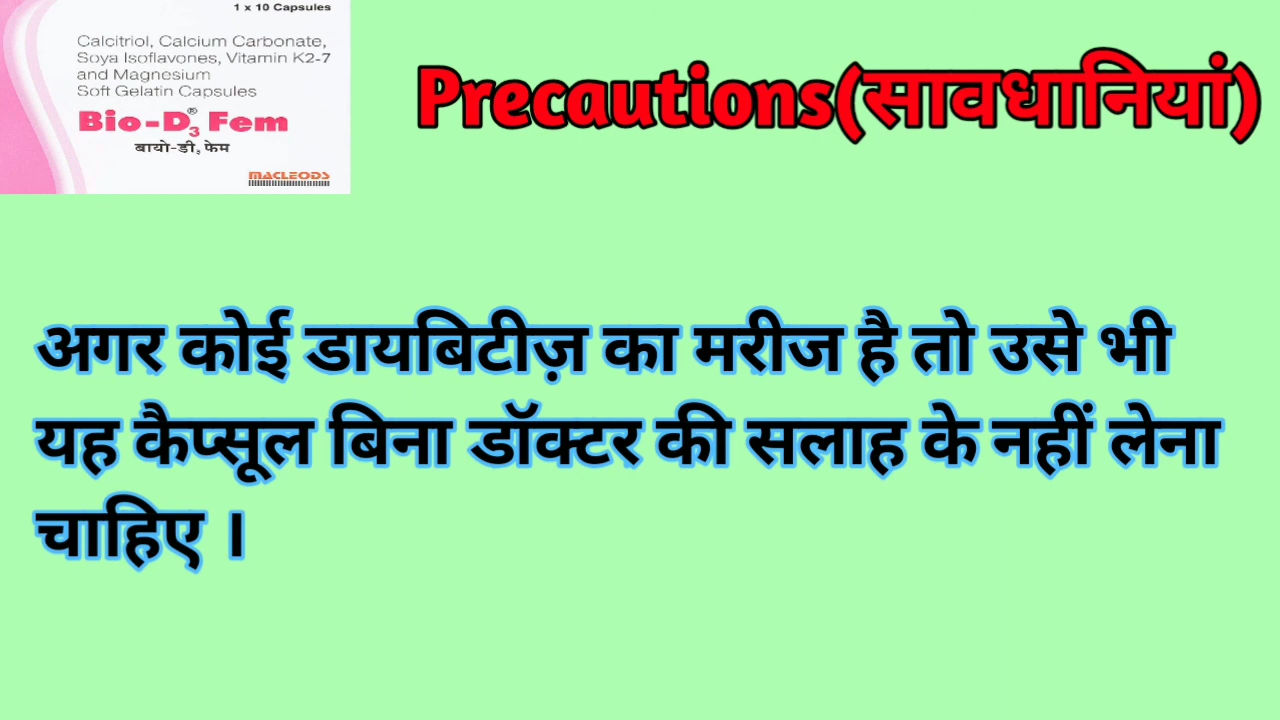 1 x 10 Capsules
Calcitriol, Calcium Carbonate,
Soya Isoflavones, Vitamin K2-7
and Magnesium
Soft Gelatin Capsules
Bio-D3® Fem
बायो-डी3 फेम
MACLEODS
Precautions(सावधानियां)
अगर कोई डायबिटीज़ का मरीज है तो उसे भी
यह कैप्सूल बिना डॉक्टर की सलाह के नहीं लेना
चाहिए ।